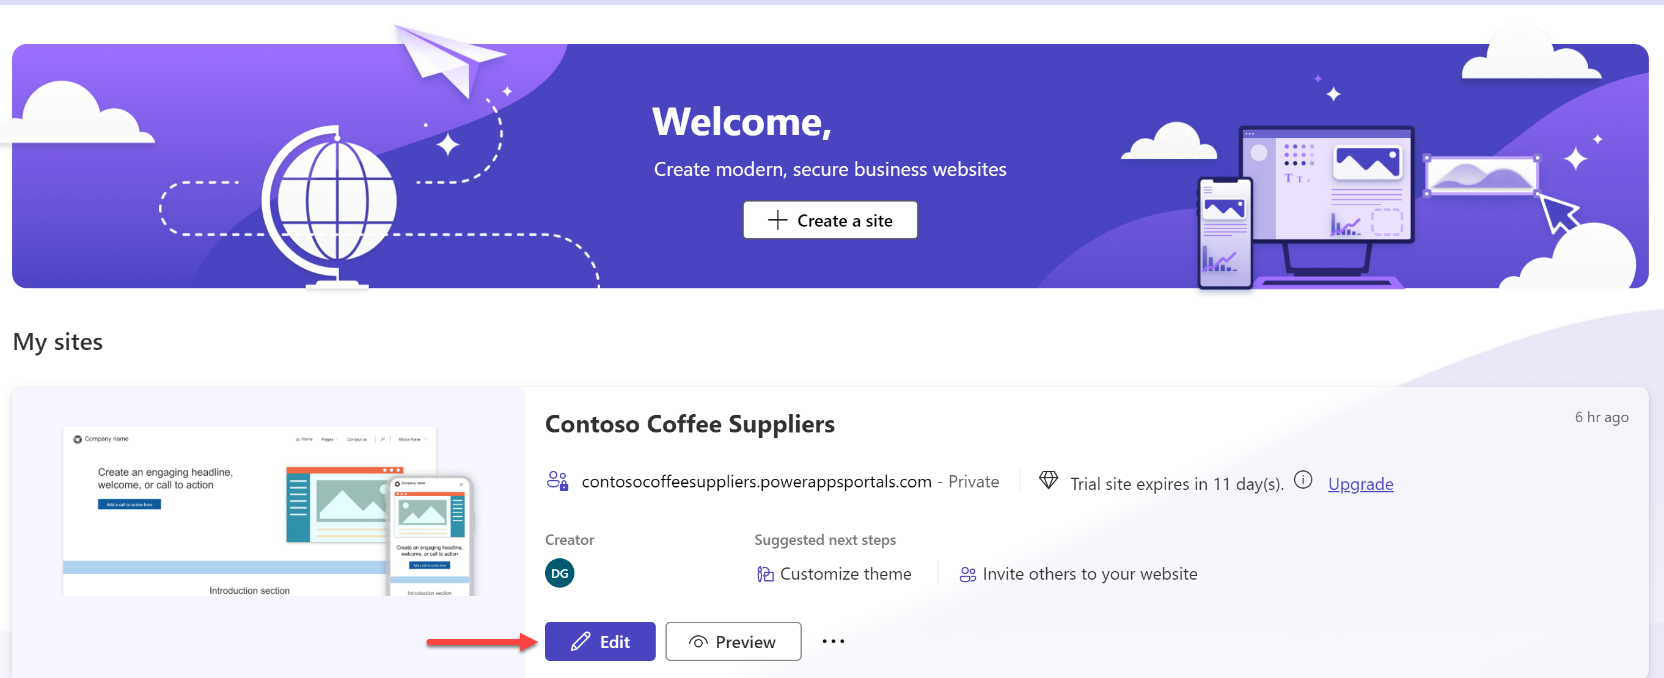 Welcome,
Create modern, secure business websites
Create a site
My sites
Contoso Coffee Suppliers
6 hr ago
contosocoffeesuppliers.powerappsportals.com - Private
Trial site expires in 11 day(s).
Upgrade
Creator
Suggested next steps
DG
Customize theme
Invite others to your website
Edit
Preview
Company name
Home
Pages
Contact us
Mona Kane
Create an engaging headline,
welcome, or call to action
Add a call to action here
Introduction section
Company name
Create an engaging headline,
welcome, or call to action
Add a call to action here
Introduction section